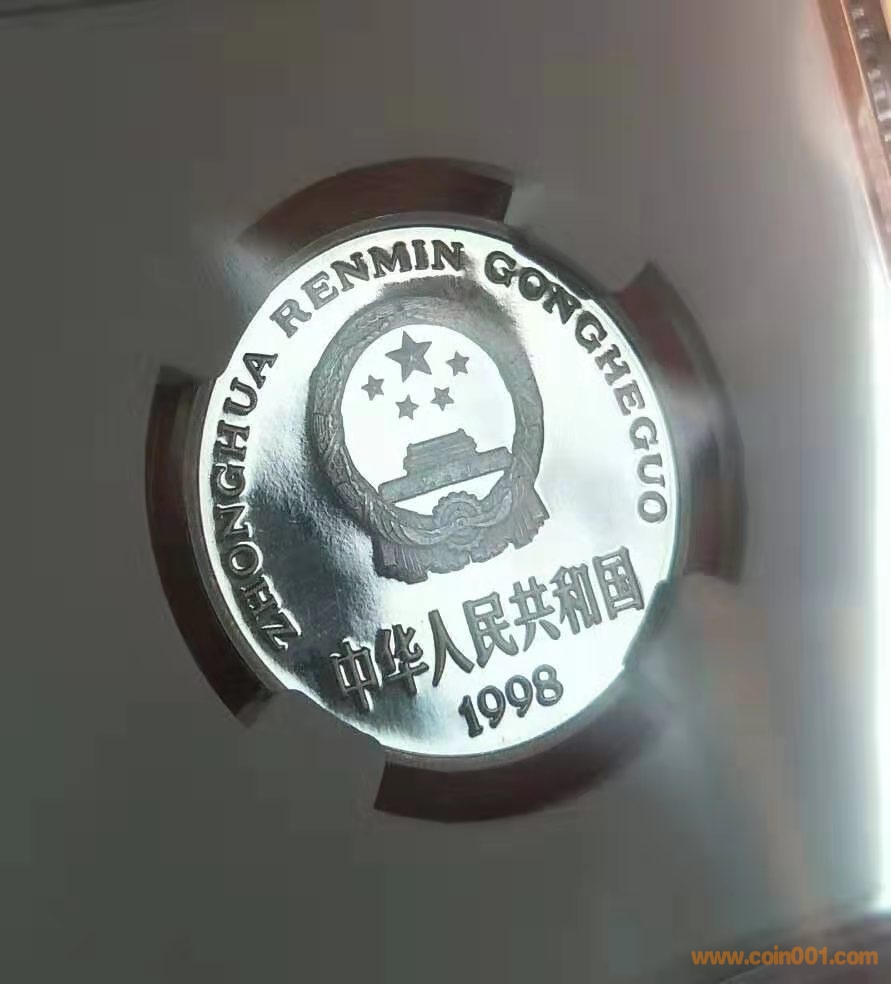 ZHONGHUA RENMIN GONGHEGUO
中华人民共和国
1998
www.coin001.com